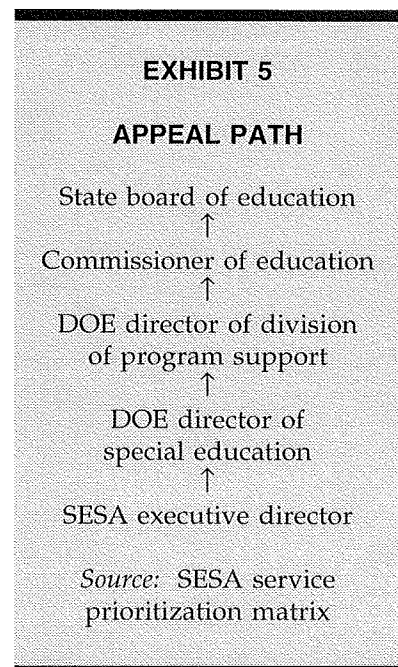 EXHIBIT 5
APPEAL PATH
State board of education
↑
Commissioner of education
↑
DOE director of division
of program support
↑
DOE director of
special education
↑
SESA executive director
Source: SESA service
prioritization matrix